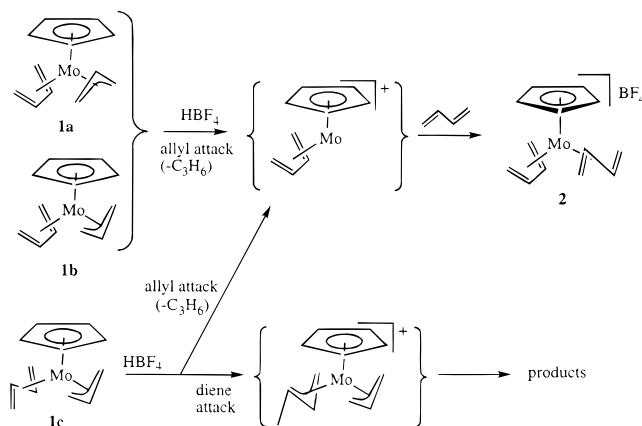 Mo
1a
Mo
1b
HBF4
allyl attack
(-C3H6)
+
Mo
BF4
Mo
2
allyl attack
(-C3H6)
Mo
1c
HBF4
diene
attack
+
Mo
products